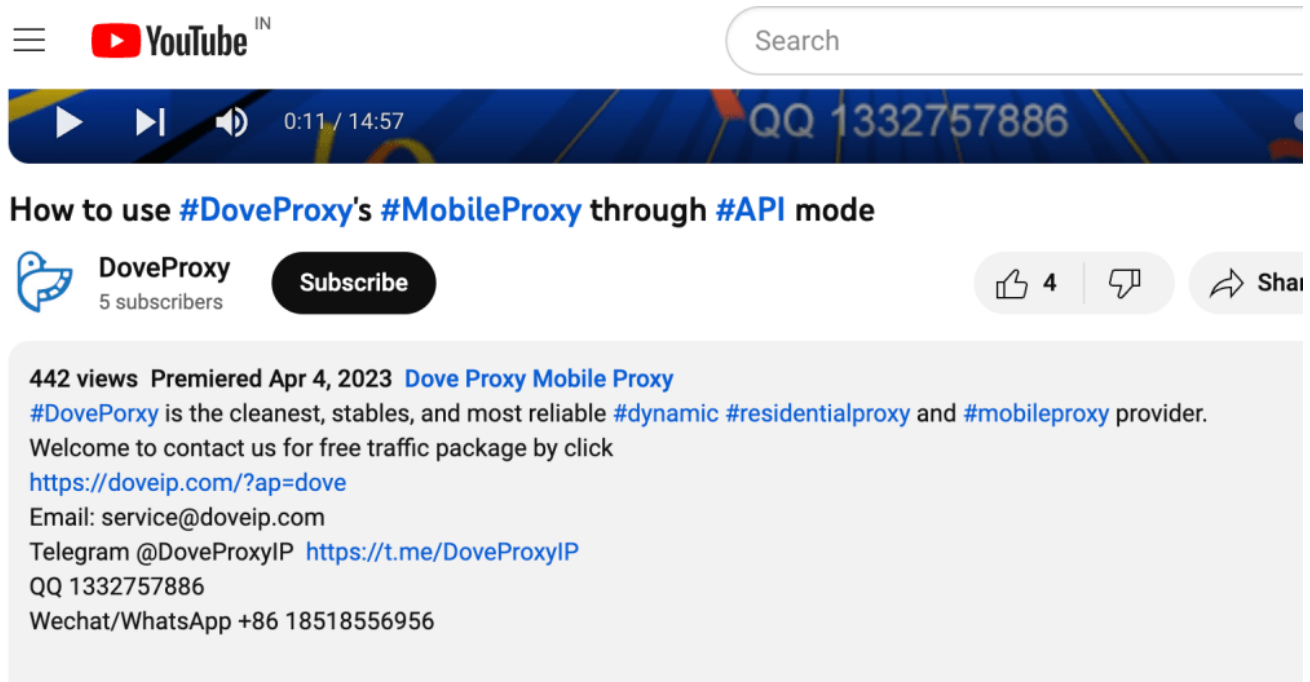 YouTube IN
Search
0:11 / 14:57
QQ 1332757886
How to use #DoveProxy's #MobileProxy through #API mode
DoveProxy
5 subscribers
Subscribe
4
Shar
442 views Premiered Apr 4, 2023 Dove Proxy Mobile Proxy
#DovePorxy is the cleanest, stables, and most reliable #dynamic #residentialproxy and #mobileproxy provider.
Welcome to contact us for free traffic package by click
https://doveip.com/?ap=dove
Email: service@doveip.com
Telegram @DoveProxyIP https://t.me/DoveProxyIP
QQ 1332757886
Wechat/WhatsApp +86 18518556956